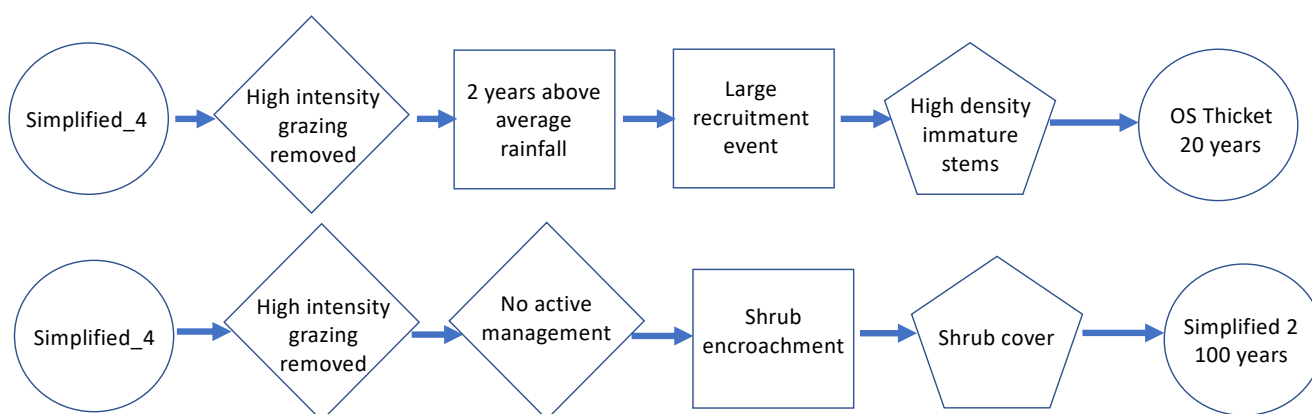 Simplified_4
High intensity
grazing
removed
2 years above
average
rainfall
Large
recruitment
event
High density
immature
stems
OS Thicket
20 years
Simplified_4
High intensity
grazing
removed
No active
management
Shrub
encroachment
Shrub cover
Simplified 2
100 years